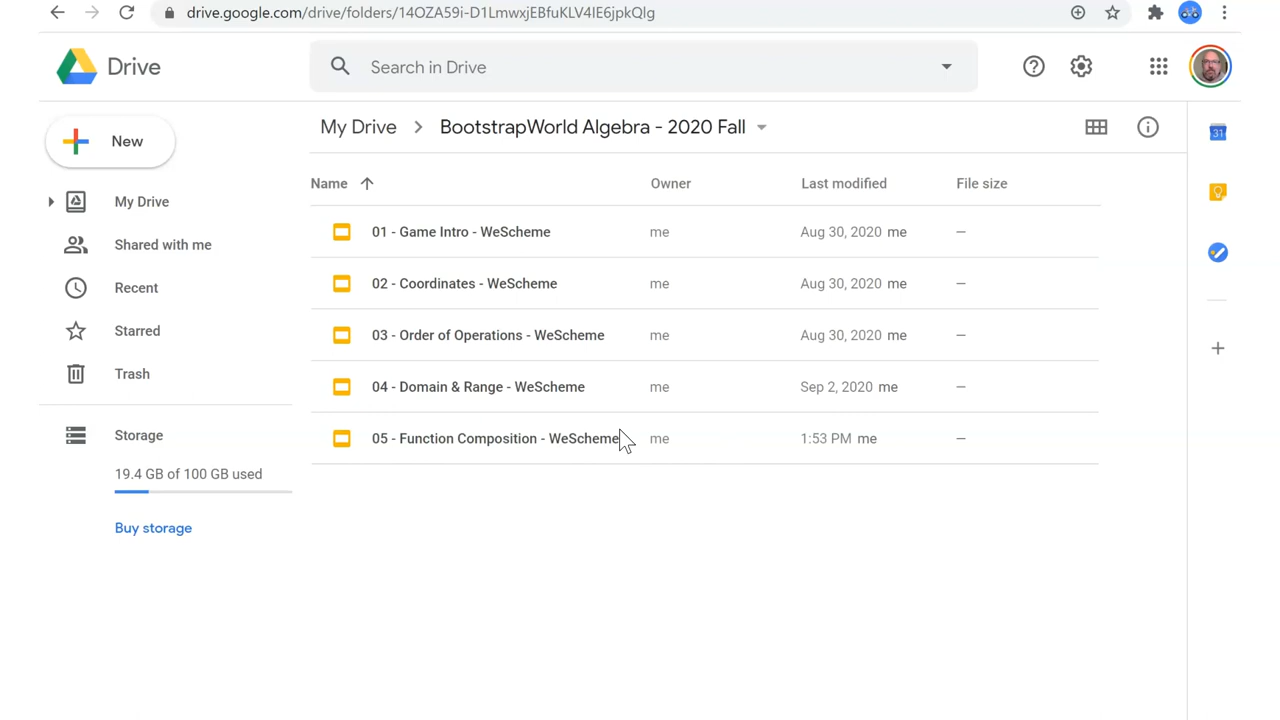 drive.google.com/drive/folders/14OZA59i-D1LmwxjEBfuKLV4IE6jpkQlg
Drive
Search in Drive
New
My Drive
Shared with me
Recent
Starred
Trash
Storage
19.4 GB of 100 GB used
Buy storage
My Drive > BootstrapWorld Algebra - 2020 Fall
Name Owner Last modified File size
01 - Game Intro - WeScheme me Aug 30, 2020 me —
02 - Coordinates - WeScheme me Aug 30, 2020 me —
03 - Order of Operations - WeScheme me Aug 30, 2020 me —
04 - Domain & Range - WeScheme me Sep 2, 2020 me —
05 - Function Composition - WeScheme me 1:53 PM me —
31